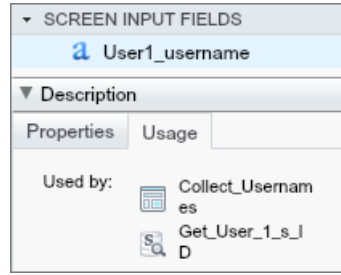 SCREEN INPUT FIELDS
a User1_username
Description
Properties Usage
Used by: Collect_Usernam
es
Get_User_1_s_I
D